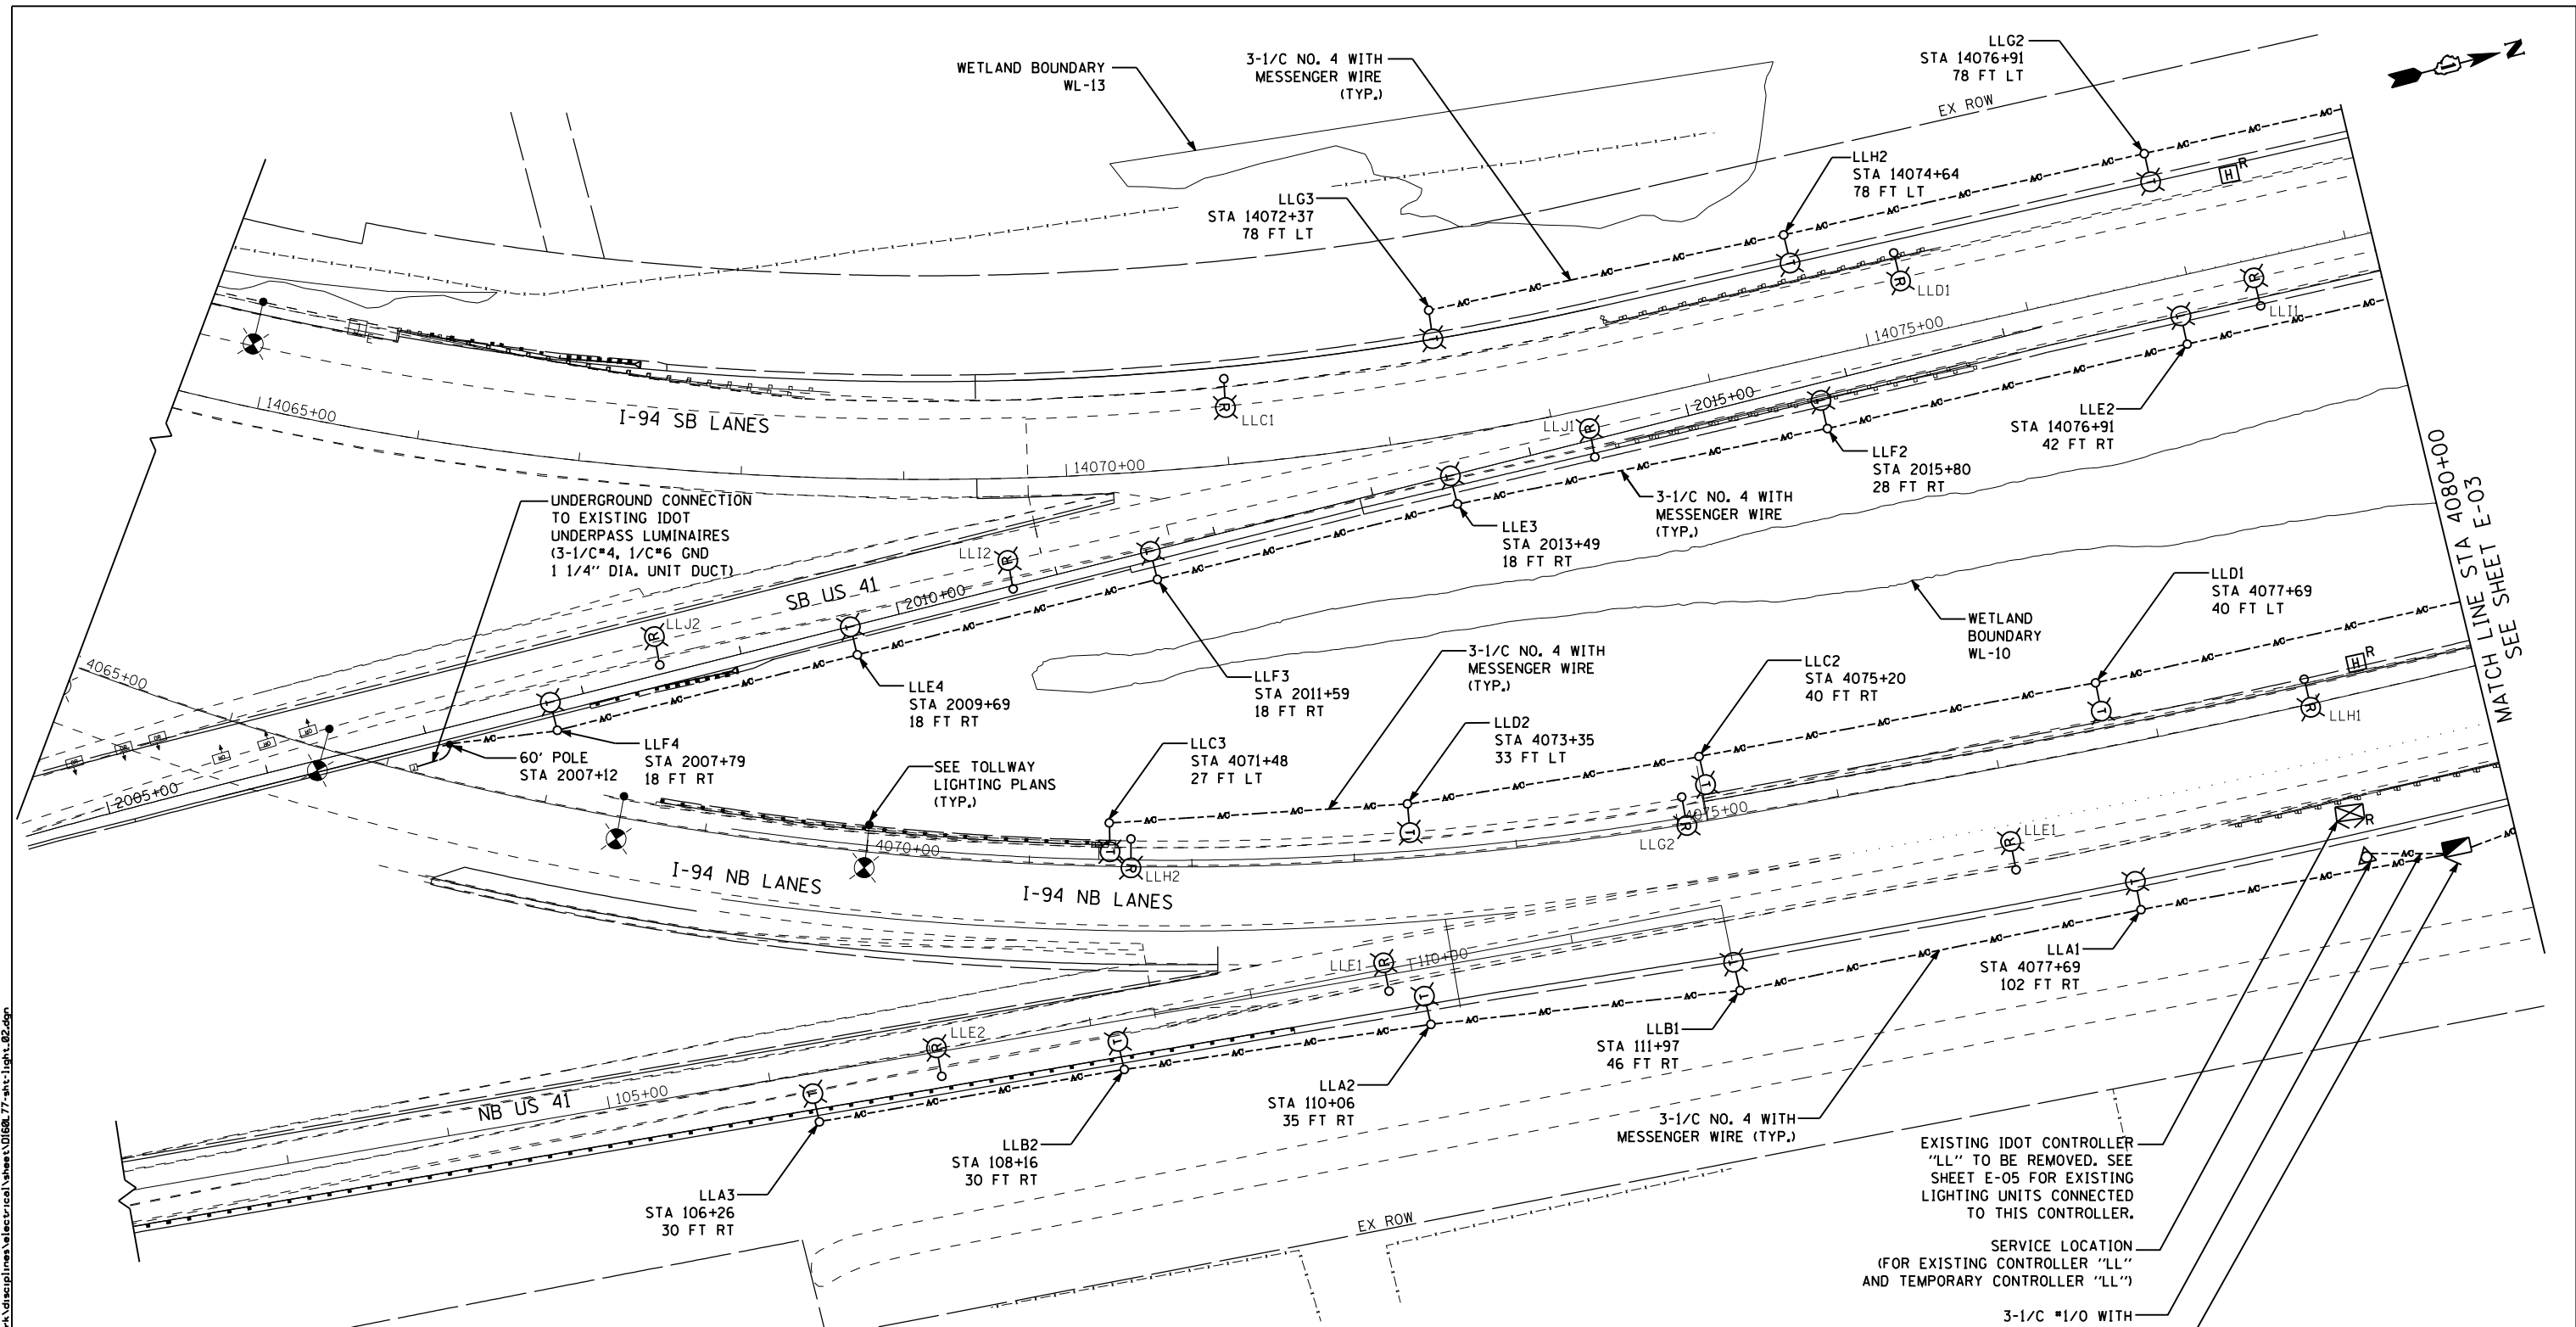 WETLAND BOUNDARY
WL-13
3-1/C NO. 4 WITH
MESSENGER WIRE
(TYP.)
LLG2
STA 14076+91
78 FT LT
EX ROW
N
LLH2
STA 14074+64
78 FT LT
H R
LLG3
STA 14072+37
78 FT LT
LLD1
LLI1
14075+00
14065+00
I-94 SB LANES
LLC1
14070+00
LLJ1
2015+00
LLE2
STA 14076+91
42 FT RT
LLF2
STA 2015+80
28 FT RT
UNDERGROUND CONNECTION
TO EXISTING IDOT
UNDERPASS LUMINAIRES
(3-1/C#4, 1/C#6 GND
1 1/4" DIA. UNIT DUCT)
3-1/C NO. 4 WITH
MESSENGER WIRE
(TYP.)
LLE3
STA 2013+49
18 FT RT
MATCH LINE STA 4080+00
SEE SHEET E-03
LLI2
SB US 41
2010+00
LLJ2
LLD1
STA 4077+69
40 FT LT
WETLAND
BOUNDARY
WL-10
4065+00
LLE4
STA 2009+69
18 FT RT
LLF3
STA 2011+59
18 FT RT
3-1/C NO. 4 WITH
MESSENGER WIRE
(TYP.)
LLC2
STA 4075+20
40 FT RT
H R
LLH1
2005+00
60' POLE
STA 2007+12
LLF4
STA 2007+79
18 FT RT
SEE TOLLWAY
LIGHTING PLANS
(TYP.)
LLC3
STA 4071+48
27 FT LT
LLD2
STA 4073+35
33 FT LT
4075+00
LLG2
4070+00
LLH2
LLE1
R
I-94 NB LANES
I-94 NB LANES
LLA1
STA 4077+69
102 FT RT
LLE1
110+00
LLE2
LLB1
STA 111+97
46 FT RT
LLA2
STA 110+06
35 FT RT
NB US 41
105+00
3-1/C NO. 4 WITH
MESSENGER WIRE (TYP.)
LLB2
STA 108+16
30 FT RT
LLA3
STA 106+26
30 FT RT
EX ROW
EXISTING IDOT CONTROLLER
"LL" TO BE REMOVED. SEE
SHEET E-05 FOR EXISTING
LIGHTING UNITS CONNECTED
TO THIS CONTROLLER.
SERVICE LOCATION
(FOR EXISTING CONTROLLER "LL"
AND TEMPORARY CONTROLLER "LL")
3-1/C #1/0 WITH